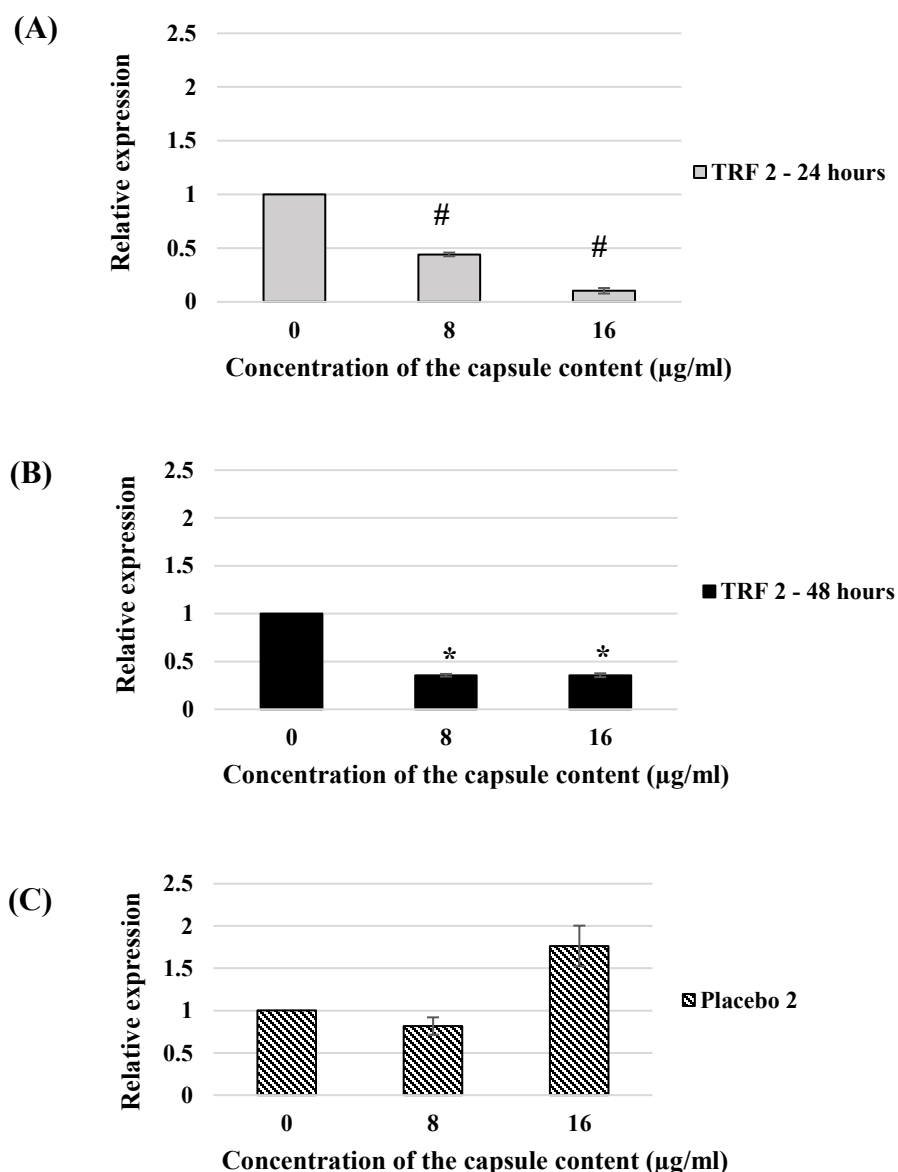 (A)
Relative expression
2.5
2
1.5
1
0.5
0
#
#
0 8 16
Concentration of the capsule content (µg/ml)
TRF 2 - 24 hours
(B)
Relative expression
2.5
2
1.5
1
0.5
0
*
*
0 8 16
Concentration of the capsule content (µg/ml)
TRF 2 - 48 hours
(C)
Relative expression
2.5
2
1.5
1
0.5
0
0 8 16
Concentration of the capsule content (µg/ml)
Placebo 2